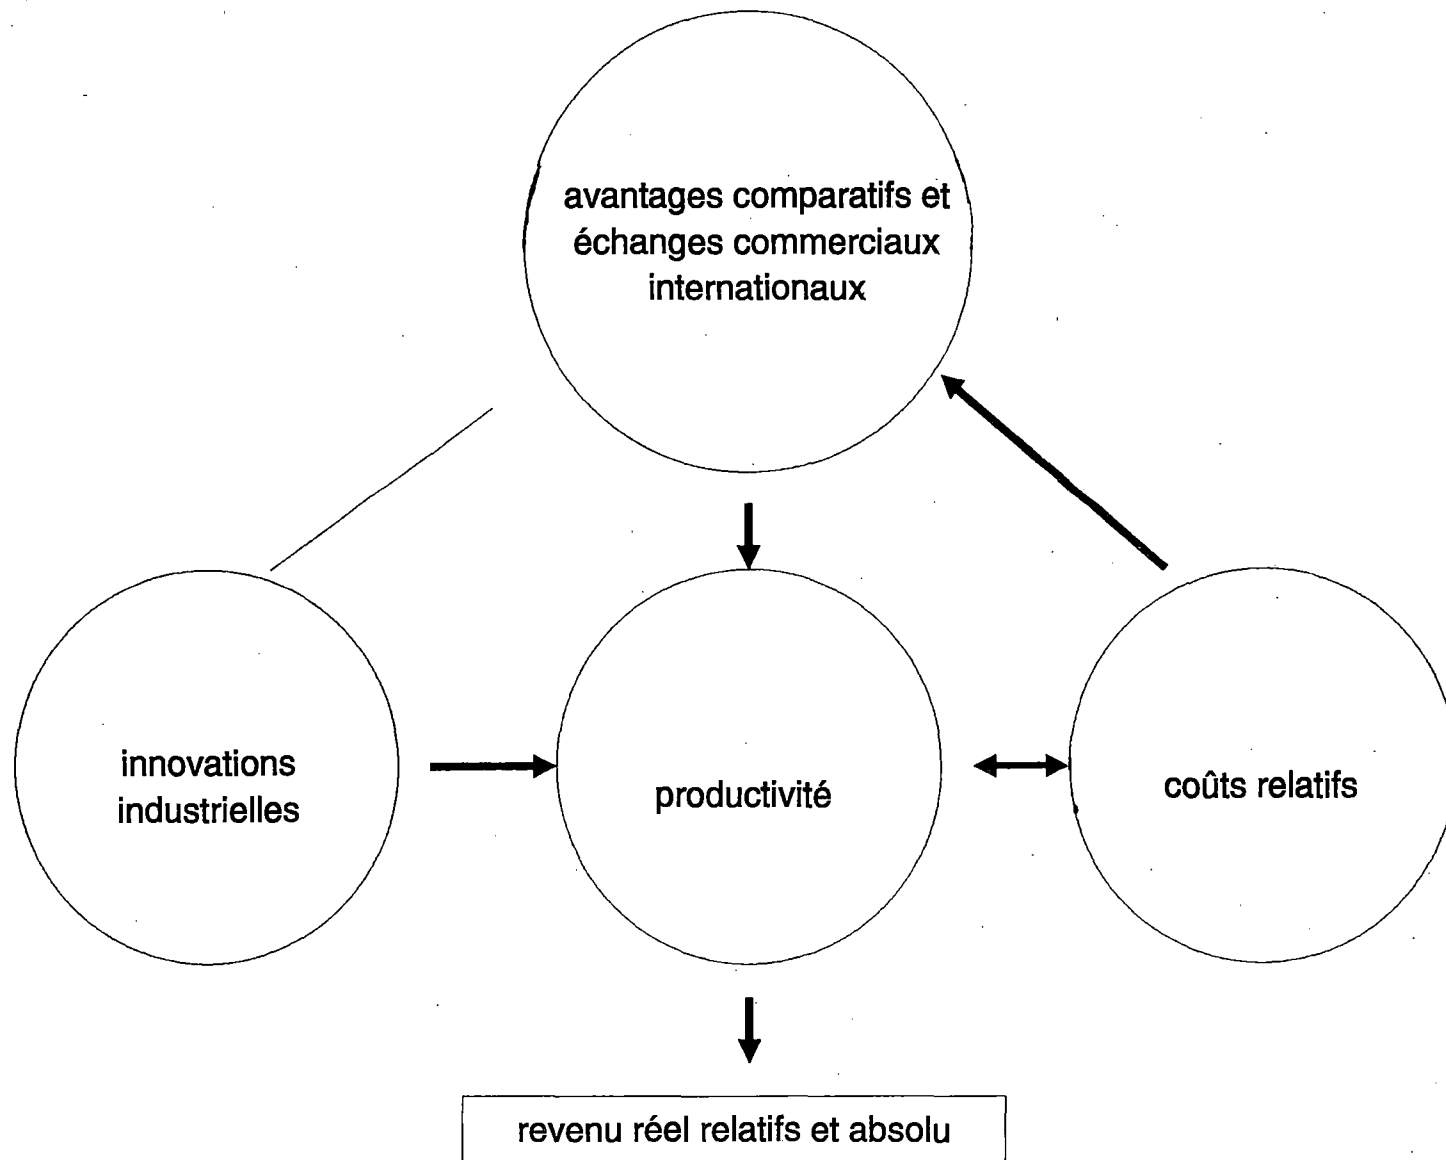 avantages comparatifs et
échanges commerciaux
internationaux
innovations
industrielles
productivité
coûts relatifs
revenu réel relatifs et absolu